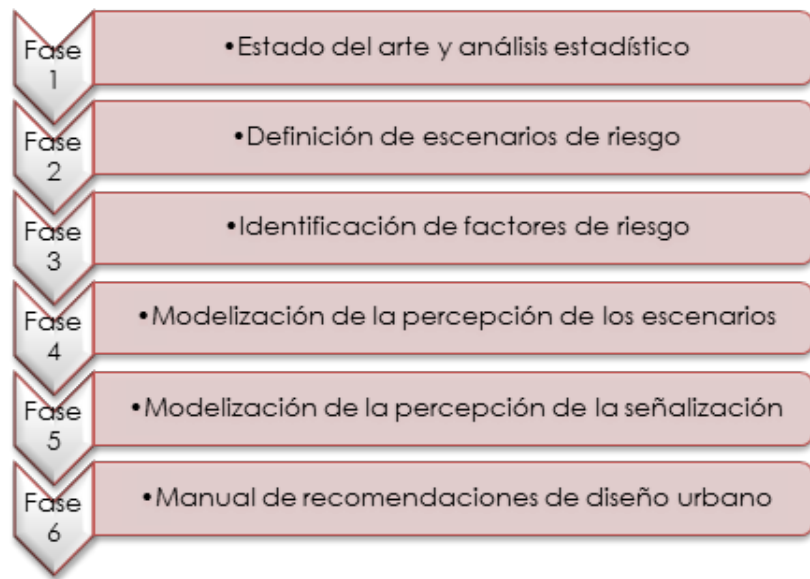 Fase
1
•Estado del arte y análisis estadístico
Fase
2
•Definición de escenarios de riesgo
Fase
3
•Identificación de factores de riesgo
Fase
4
•Modelización de la percepción de los escenarios
Fase
5
•Modelización de la percepción de la señalización
Fase
6
•Manual de recomendaciones de diseño urbano